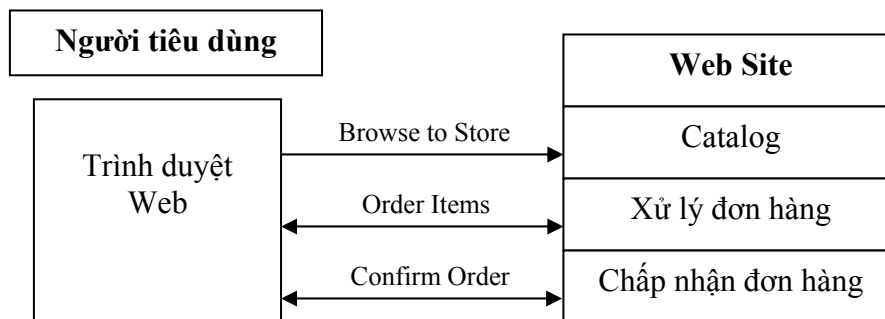 Người tiêu dùng
Web Site
Trình duyệt
Web
Browse to Store
Catalog
Order Items
Xử lý đơn hàng
Confirm Order
Chấp nhận đơn hàng